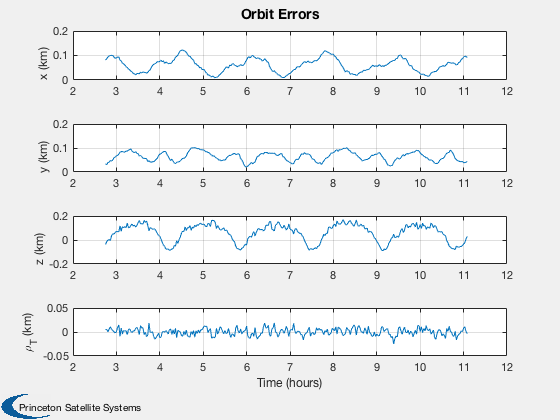 Orbit Errors
0.2
0.1
0
x (km)
2 3 4 5 6 7 8 9 10 11 12
0.2
0.1
0
y (km)
2 3 4 5 6 7 8 9 10 11 12
0.2
0
-0.2
z (km)
2 3 4 5 6 7 8 9 10 11 12
0.05
0
-0.05
ρT (km)
2 3 4 5 6 7 8 9 10 11 12
Time (hours)
Princeton Satellite Systems